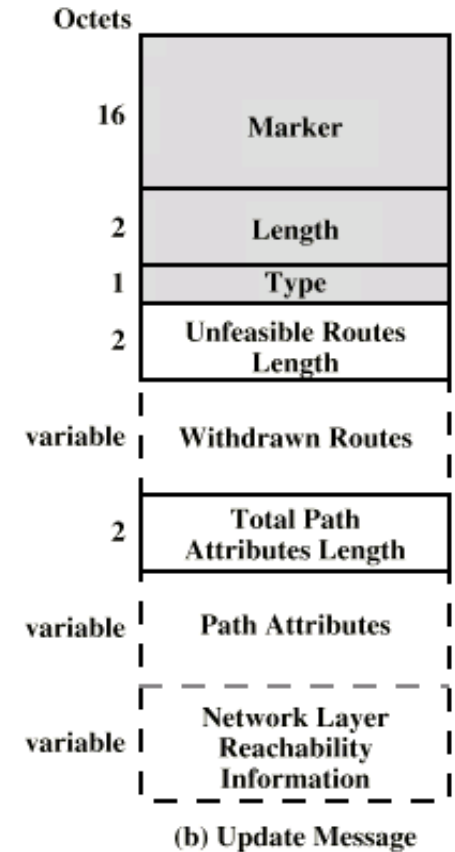 Octets
16
Marker
2
Length
1
Type
2
Unfeasible Routes
Length
variable
Withdrawn Routes
2
Total Path
Attributes Length
variable
Path Attributes
variable
Network Layer
Reachability
Information
(b) Update Message